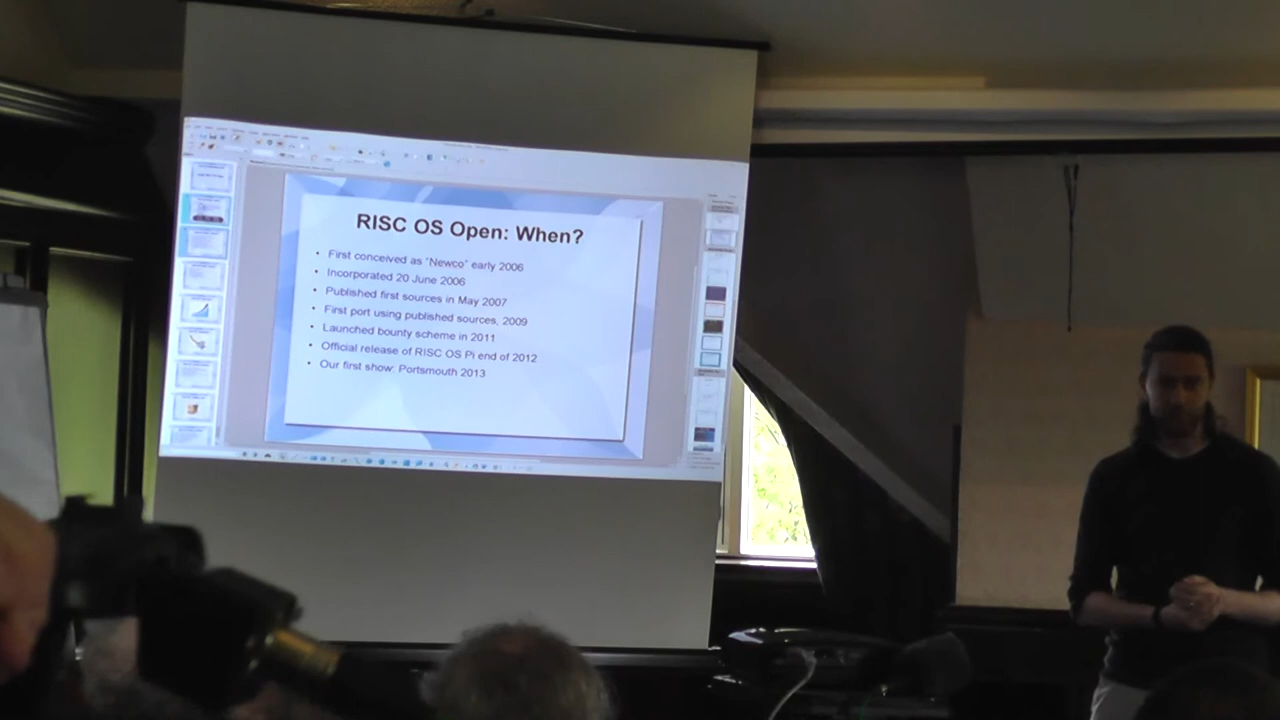 RISC OS Open: When?
• First conceived as "Newco" early 2006
• Incorporated 20 June 2006
• Published first sources in May 2007
• First port using published sources, 2009
• Launched bounty scheme in 2011
• Official release of RISC OS Pi end of 2012
• Our first show: Portsmouth 2013